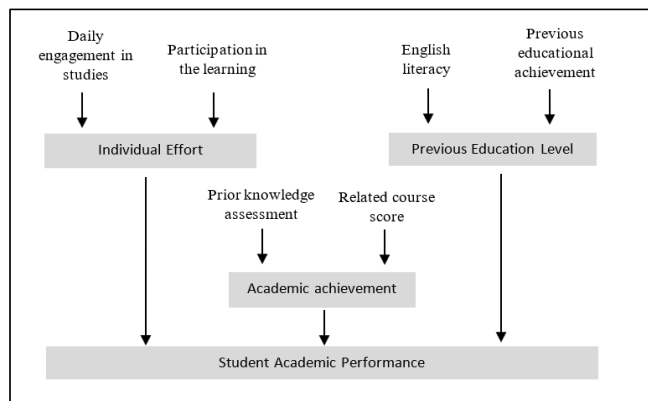 Daily
engagement in
studies
Participation in
the learning
English
literacy
Previous
educational
achievement
Individual Effort
Previous Education Level
Prior knowledge
assessment
Related course
score
Academic achievement
Student Academic Performance